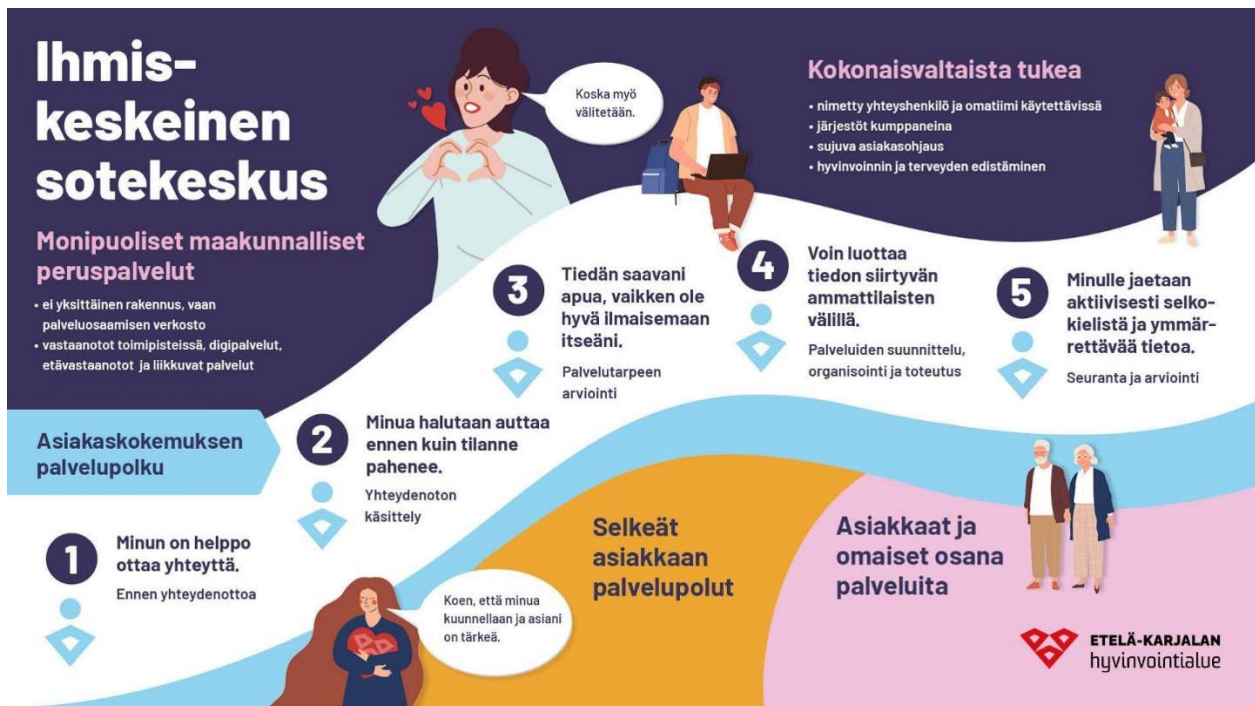 Ihmis-
keskeinen
sotekeskus
Monipuoliset maakunnalliset
peruspalvelut
• ei yksittäinen rakennus, vaan
palveluosaamisen verkosto
• vastaanotot toimipisteissä, digipalvelut,
etävastaanotot ja liikkuvat palvelut
Koska myö
välitetään.
Kokonaisvaltaista tukea
• nimetty yhteyshenkilö ja omatiimi käytettävissä
• järjestöt kumppaneina
• sujuva asiakasohjaus
• hyvinvoinnin ja terveyden edistäminen
Asiakaskokemuksen
palvelupolku
1
Minun on helppo
ottaa yhteyttä.
Ennen yhteydenottoa
2
Minua halutaan auttaa
ennen kuin tilanne
pahenee.
Yhteydenoton
käsittely
3
Tiedän saavani
apua, vaikken ole
hyvä ilmaisemaan
itseäni.
Palvelutarpeen
arviointi
4
Voin luottaa
tiedon siirtyvän
ammattilaisten
välillä.
Palveluiden suunnittelu,
organisointi ja toteutus
5
Minulle jaetaan
aktiivisesti selko-
kielistä ja ymmär-
rettävää tietoa.
Seuranta ja arviointi
Koen, että minua
kuunnellaan ja asiani
on tärkeä.
Selkeät
asiakkaan
palvelupolut
Asiakkaat ja
omaiset osana
palveluita
ETELÄ-KARJALAN
hyvinvointialue